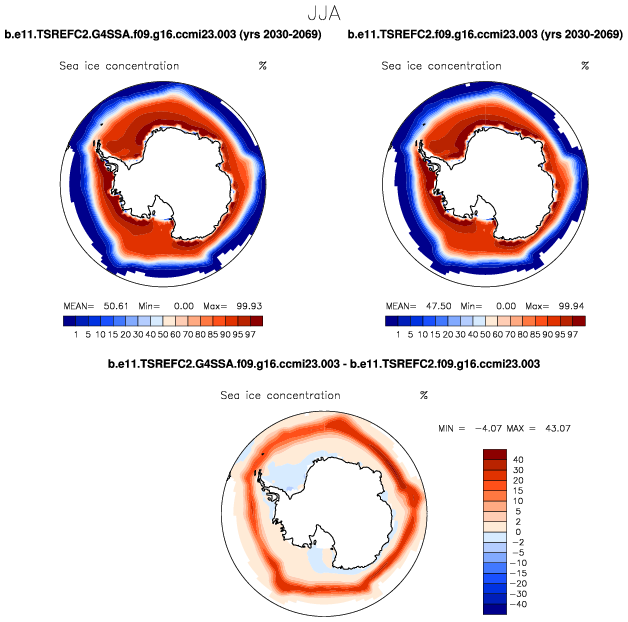 JJA
b.e11.TSREFC2.G4SSA.f09.g16.ccmi23.003 (yrs 2030-2069)
b.e11.TSREFC2.f09.g16.ccmi23.003 (yrs 2030-2069)
Sea ice concentration %
Sea ice concentration %
MEAN= 50.61 Min= 0.00 Max= 99.93
MEAN= 47.50 Min= 0.00 Max= 99.94
1 5 10 15 20 30 40 50 60 70 80 85 90 95 97
1 5 10 15 20 30 40 50 60 70 80 85 90 95 97
b.e11.TSREFC2.G4SSA.f09.g16.ccmi23.003 - b.e11.TSREFC2.f09.g16.ccmi23.003
Sea ice concentration %
MIN = -4.07 MAX = 43.07
40
30
20
15
10
5
2
0
-2
-5
-10
-15
-20
-30
-40